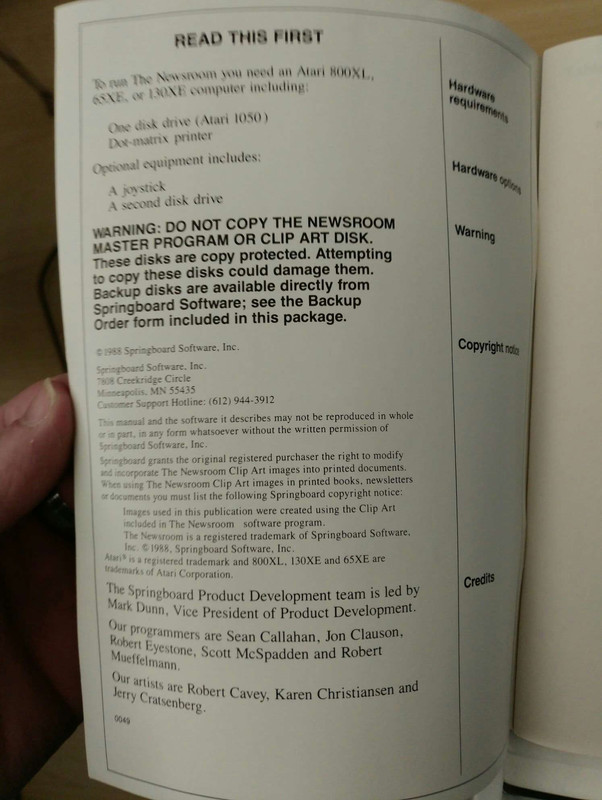 READ THIS FIRST
To run The Newsroom you need an Atari 800XL,
65XE, or 130XE computer including:
Hardware
requirements
One disk drive (Atari 1050)
Dot-matrix printer
Optional equipment includes:
Hardware options
A joystick
A second disk drive
WARNING: DO NOT COPY THE NEWSROOM
MASTER PROGRAM OR CLIP ART DISK.
These disks are copy protected. Attempting
to copy these disks could damage them.
Backup disks are available directly from
Springboard Software; see the Backup
Order form included in this package.
Warning
©1988 Springboard Software, Inc.
Copyright notice
Springboard Software, Inc.
7808 Creekridge Circle
Minneapolis, MN 55435
Customer Support Hotline: (612) 944-3912
This manual and the software it describes may not be reproduced in whole
or in part, in any form whatsoever without the written permission of
Springboard Software, Inc.
Springboard grants the original registered purchaser the right to modify
and incorporate The Newsroom Clip Art images into printed documents.
When using The Newsroom Clip Art images in printed books, newsletters
or documents you must list the following Springboard copyright notice:
Images used in this publication were created using the Clip Art
included in The Newsroom software program.
The Newsroom is a registered trademark of Springboard Software,
Inc. ©1988, Springboard Software, Inc.
Atari® is a registered trademark and 800XL, 130XE and 65XE are
trademarks of Atari Corporation.
The Springboard Product Development team is led by
Mark Dunn, Vice President of Product Development.
Credits
Our programmers are Sean Callahan, Jon Clauson,
Robert Eyestone, Scott McSpadden and Robert
Mueffelmann.
Our artists are Robert Cavey, Karen Christiansen and
Jerry Cratsenberg.
0049